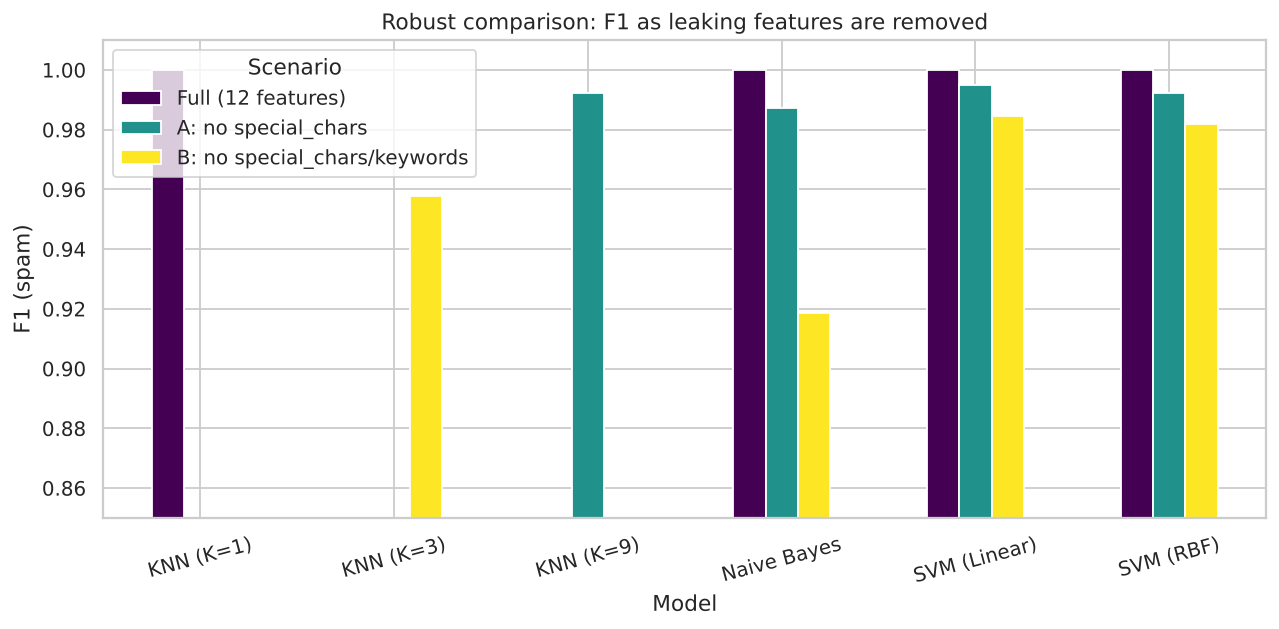 Robust comparison: F1 as leaking features are removed
Scenario
Full (12 features)
A: no special_chars
B: no special_chars/keywords
F1 (spam)
1.00
0.98
0.96
0.94
0.92
0.90
0.88
0.86
KNN (K=1)
KNN (K=3)
KNN (K=9)
Naive Bayes
SVM (Linear)
SVM (RBF)
Model